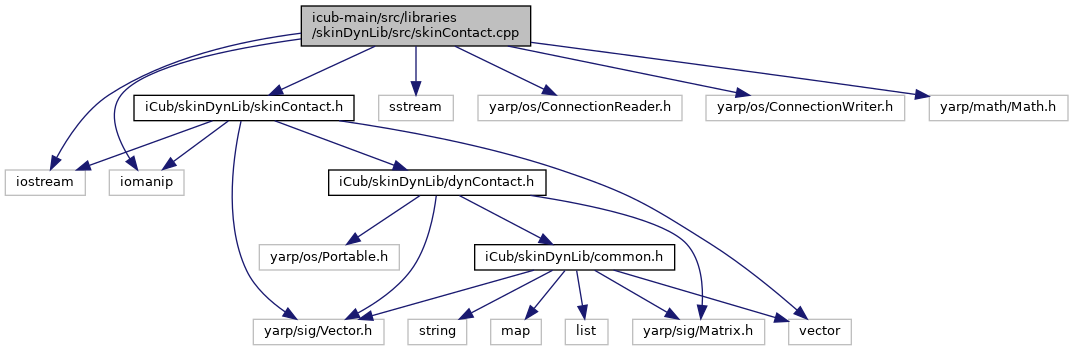 icub-main/src/libraries
/skinDynLib/src/skinContact.cpp
iCub/skinDynLib/skinContact.h
sstream
yarp/os/ConnectionReader.h
yarp/os/ConnectionWriter.h
yarp/math/Math.h
iostream
iomanip
iCub/skinDynLib/dynContact.h
yarp/os/Portable.h
iCub/skinDynLib/common.h
yarp/sig/Vector.h
string
map
list
yarp/sig/Matrix.h
vector